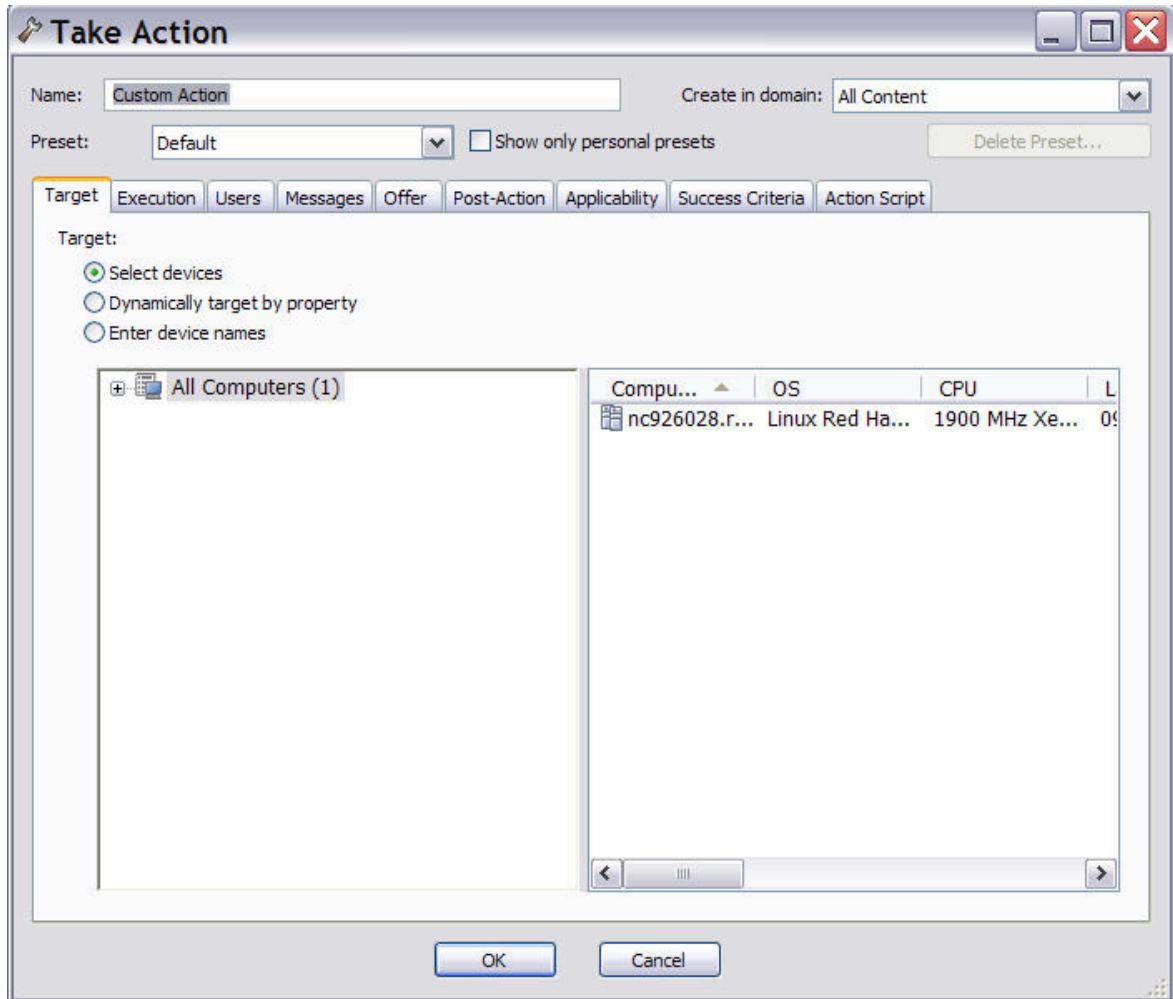 Take Action
Name: Custom Action Create in domain: All Content
Preset: Default Show only personal presets Delete Preset...
Target Execution Users Messages Offer Post-Action Applicability Success Criteria Action Script
Target:
Select devices
Dynamically target by property
Enter device names
All Computers (1) Compu... OS CPU L
nc926028.r... Linux Red Ha... 1900 MHz Xe... 09
OK Cancel